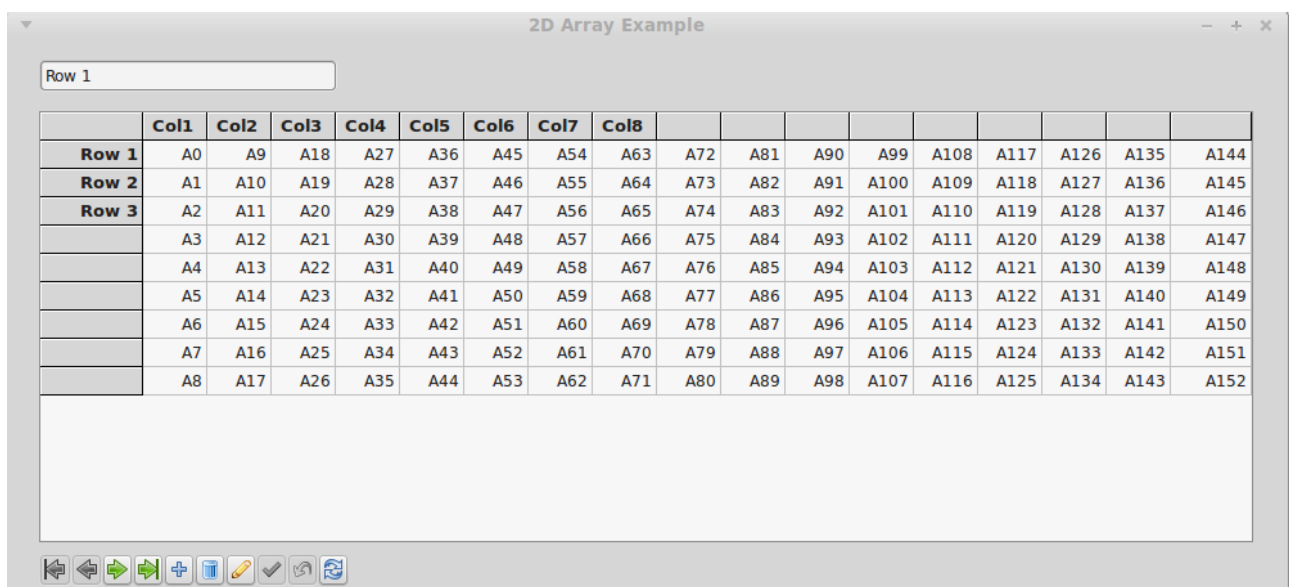 2D Array Example
Row 1
Col1 Col2 Col3 Col4 Col5 Col6 Col7 Col8
Row 1 A0 A9 A18 A27 A36 A45 A54 A63 A72 A81 A90 A99 A108 A117 A126 A135 A144
Row 2 A1 A10 A19 A28 A37 A46 A55 A64 A73 A82 A91 A100 A109 A118 A127 A136 A145
Row 3 A2 A11 A20 A29 A38 A47 A56 A65 A74 A83 A92 A101 A110 A119 A128 A137 A146
A3 A12 A21 A30 A39 A48 A57 A66 A75 A84 A93 A102 A111 A120 A129 A138 A147
A4 A13 A22 A31 A40 A49 A58 A67 A76 A85 A94 A103 A112 A121 A130 A139 A148
A5 A14 A23 A32 A41 A50 A59 A68 A77 A86 A95 A104 A113 A122 A131 A140 A149
A6 A15 A24 A33 A42 A51 A60 A69 A78 A87 A96 A105 A114 A123 A132 A141 A150
A7 A16 A25 A34 A43 A52 A61 A70 A79 A88 A97 A106 A115 A124 A133 A142 A151
A8 A17 A26 A35 A44 A53 A62 A71 A80 A89 A98 A107 A116 A125 A134 A143 A152